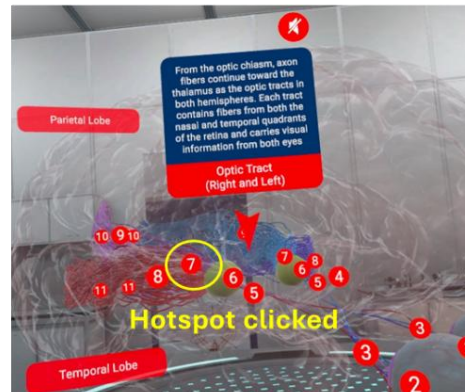 From the optic chiasm, axon
fibers continue toward the
thalamus as the optic tracts in
both hemispheres. Each tract
contains fibers from both the
nasal and temporal quadrants
of the retina and carries visual
information from both eyes
Optic Tract
(Right and Left)
Parietal Lobe
10 9 10
7
7 8
8 6 6 5 4
11 11 5
Hotspot clicked
3
3
Temporal Lobe
2